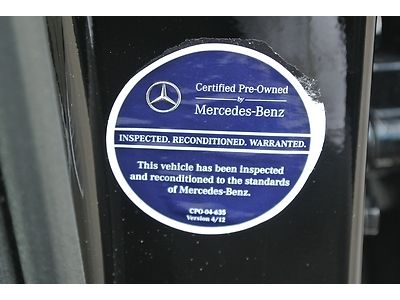 Certified Pre-Owned
by
Mercedes-Benz
INSPECTED. RECONDITIONED. WARRANTED.
This vehicle has been inspected
and reconditioned to the standards
of Mercedes-Benz.
CPO-04-635
Version 4/12